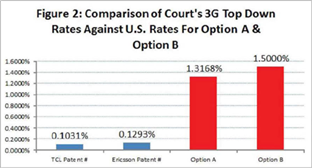 Figure 2: Comparison of Court's 3G Top Down
Rates Against U.S. Rates For Option A &
Option B
1.6000%
1.4000%
1.2000%
1.0000%
0.8000%
0.6000%
0.4000%
0.2000%
0.0000%
0.1031%
0.1293%
1.3168%
1.5000%
TCL Patent #
Ericsson Patent #
Option A
Option B